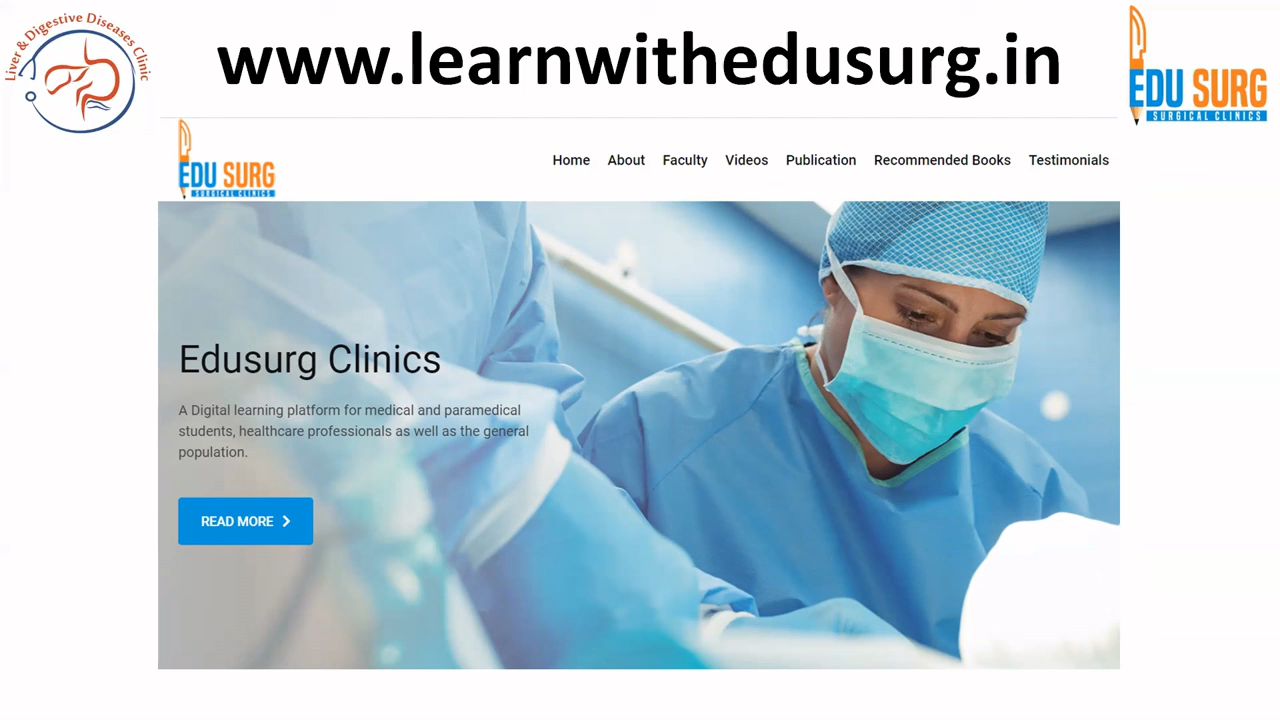 Liver & Digestive Diseases Clinic
www.learnwithedusurg.in
EDU SURG
SURGICAL CLINICS
EDU SURG
SURGICAL CLINICS
Home About Faculty Videos Publication Recommended Books Testimonials
Edusurg Clinics
A Digital learning platform for medical and paramedical
students, healthcare professionals as well as the general
population.
READ MORE